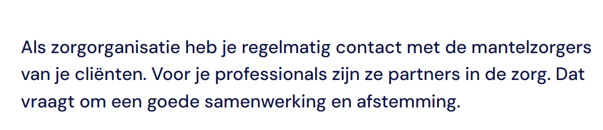 Als zorgorganisatie heb je regelmatig contact met de mantelzorgers
van je cliënten. Voor je professionals zijn ze partners in de zorg. Dat
vraagt om een goede samenwerking en afstemming.